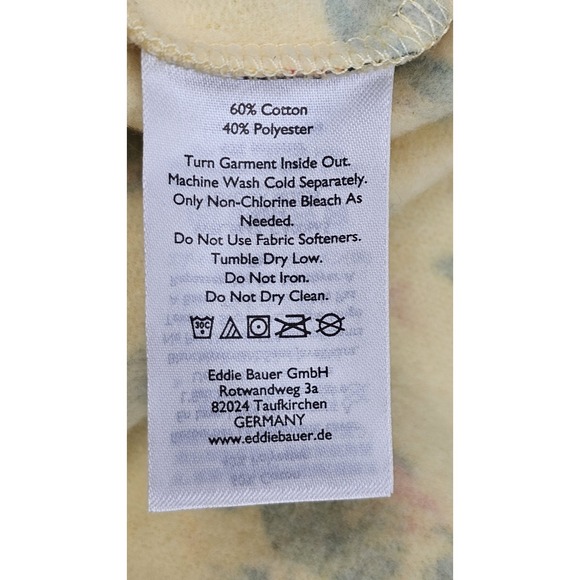 60% Cotton
40% Polyester
Turn Garment Inside Out.
Machine Wash Cold Separately.
Only Non-Chlorine Bleach As
Needed.
Do Not Use Fabric Softeners.
Tumble Dry Low.
Do Not Iron.
Do Not Dry Clean.
30C
Eddie Bauer GmbH
Rotwandweg 3a
82024 Taufkirchen
GERMANY
www.eddiebauer.de